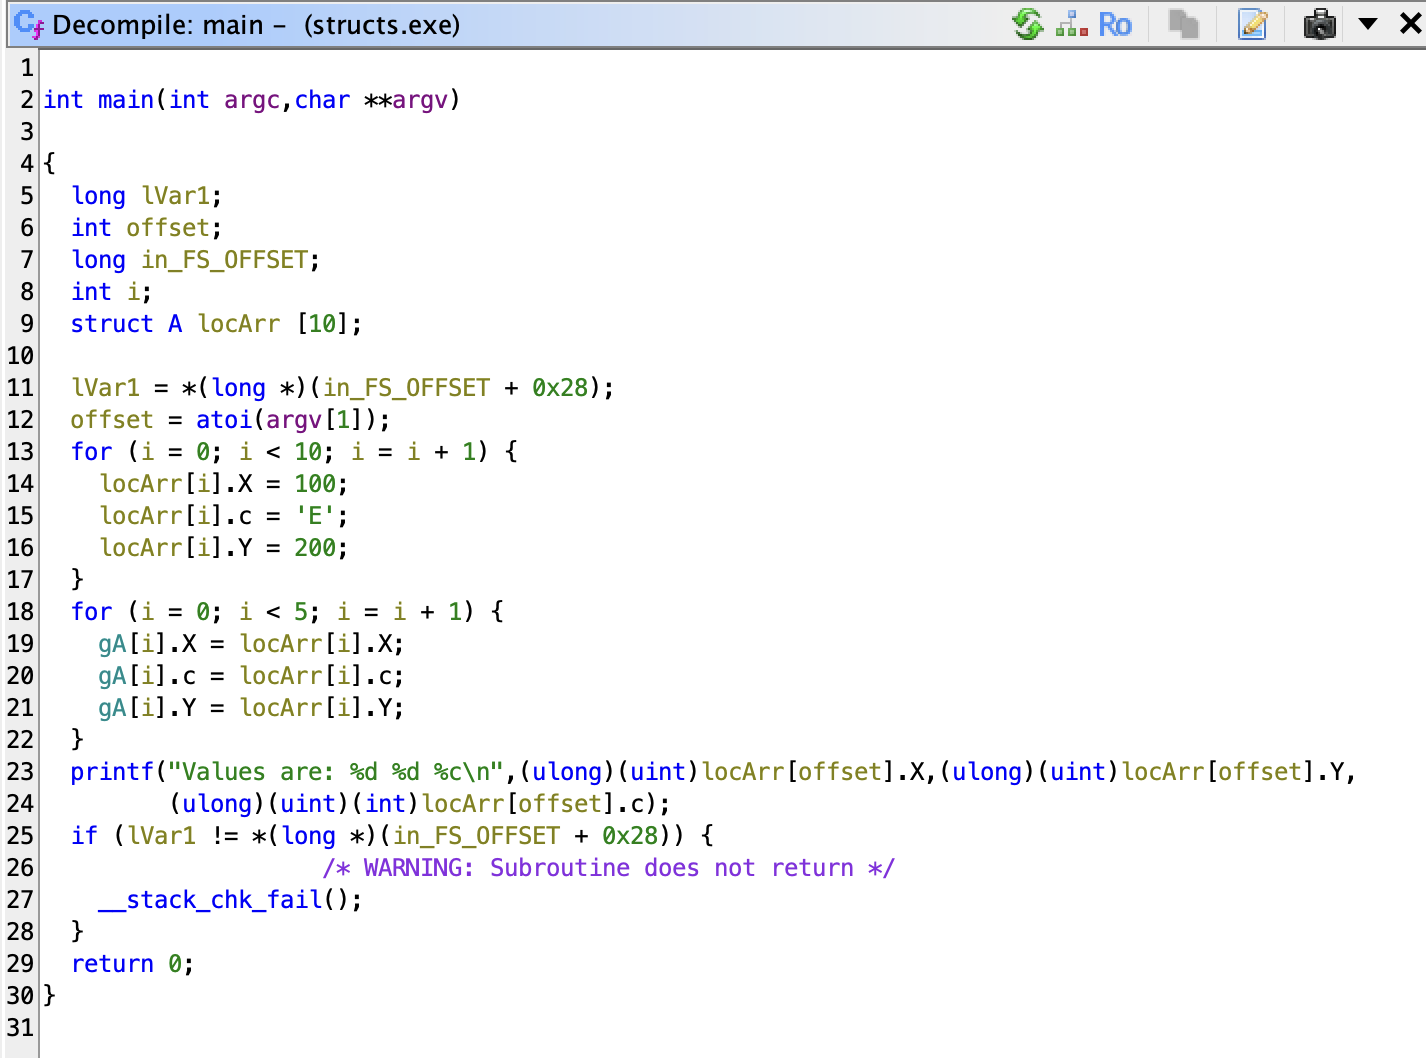 Decompile: main – (structs.exe)
Ro
1
2 int main(int argc,char **argv)
3
4 {
5   long lVar1;
6   int offset;
7   long in_FS_OFFSET;
8   int i;
9   struct A locArr [10];
10
11   lVar1 = *(long *)(in_FS_OFFSET + 0x28);
12   offset = atoi(argv[1]);
13   for (i = 0; i < 10; i = i + 1) {
14     locArr[i].X = 100;
15     locArr[i].c = 'E';
16     locArr[i].Y = 200;
17   }
18   for (i = 0; i < 5; i = i + 1) {
19     gA[i].X = locArr[i].X;
20     gA[i].c = locArr[i].c;
21     gA[i].Y = locArr[i].Y;
22   }
23   printf("Values are: %d %d %c\n",(ulong)(uint)locArr[offset].X,(ulong)(uint)locArr[offset].Y,
24          (ulong)(uint)(int)locArr[offset].c);
25   if (lVar1 != *(long *)(in_FS_OFFSET + 0x28)) {
26                     /* WARNING: Subroutine does not return */
27     __stack_chk_fail();
28   }
29   return 0;
30 }
31